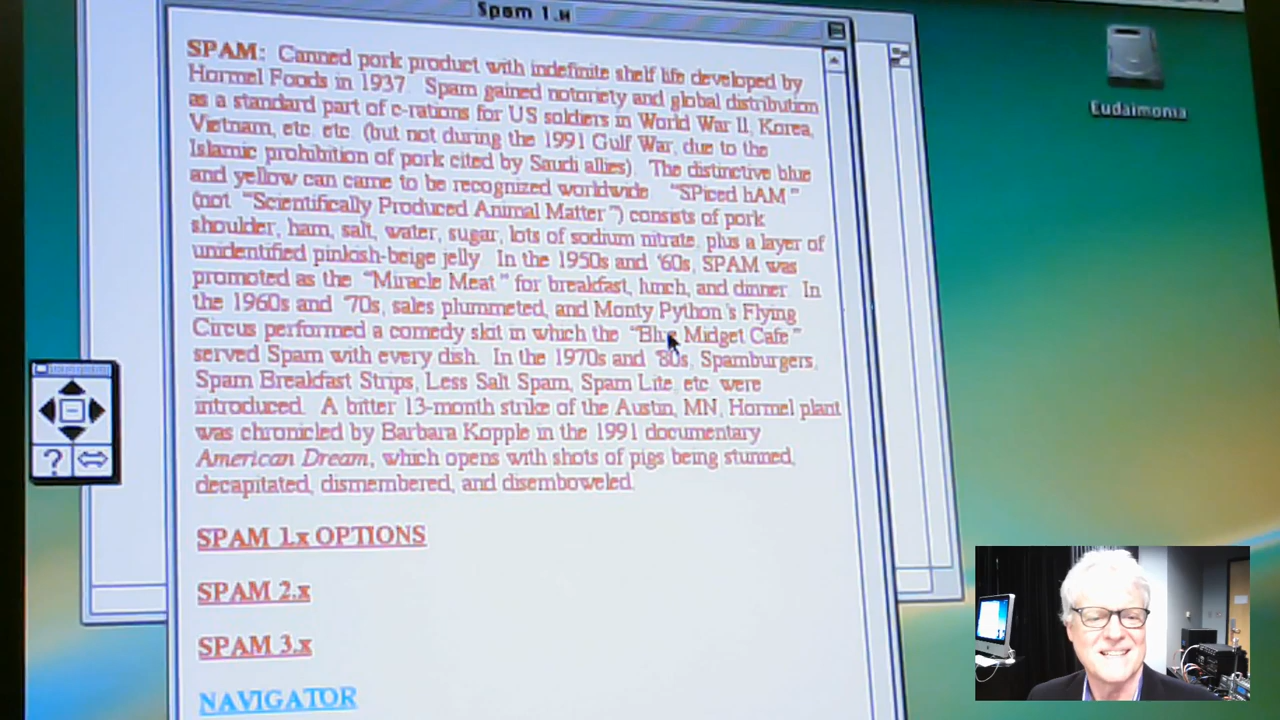 Spam 1.x
SPAM: Canned pork product with indefinite shelf life developed by
Hormel Foods in 1937. Spam gained notoriety and global distribution
as a standard part of c-rations for US soldiers in World War II, Korea,
Vietnam, etc. etc. (but not during the 1991 Gulf War, due to the
Islamic prohibition of pork cited by Saudi allies). The distinctive blue
and yellow can came to be recognized worldwide. "SPiced hAM"
(not "Scientifically Produced Animal Matter") consists of pork
shoulder, ham, salt, water, sugar, lots of sodium nitrate, plus a layer of
unidentified pinkish-beige jelly. In the 1950s and '60s, SPAM was
promoted as the "Miracle Meat" for breakfast, lunch, and dinner. In
the 1960s and '70s, sales plummeted, and Monty Python's Flying
Circus performed a comedy skit in which the "Blue Midget Cafe"
served Spam with every dish. In the 1970s and '80s, Spamburgers,
Spam Breakfast Strips, Less Salt Spam, Spam Lite, etc. were
introduced. A bitter 13-month strike of the Austin, MN, Hormel plant
was chronicled by Barbara Kopple in the 1991 documentary
American Dream, which opens with shots of pigs being stunned,
decapitated, dismembered, and disemboweled.
SPAM 1.x OPTIONS
SPAM 2.x
SPAM 3.x
NAVIGATOR
?
Eudaimonia